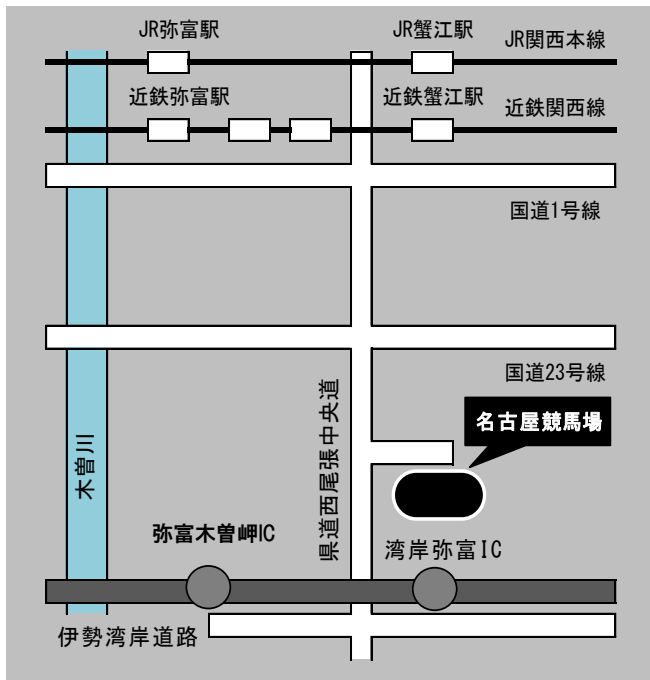 JR弥富駅
JR蟹江駅
JR関西本線
近鉄弥富駅
近鉄蟹江駅
近鉄関西線
国道1号線
国道23号線
名古屋競馬場
県道西尾張中央道
木曽川
弥富木曽岬IC
湾岸弥富IC
伊勢湾岸道路